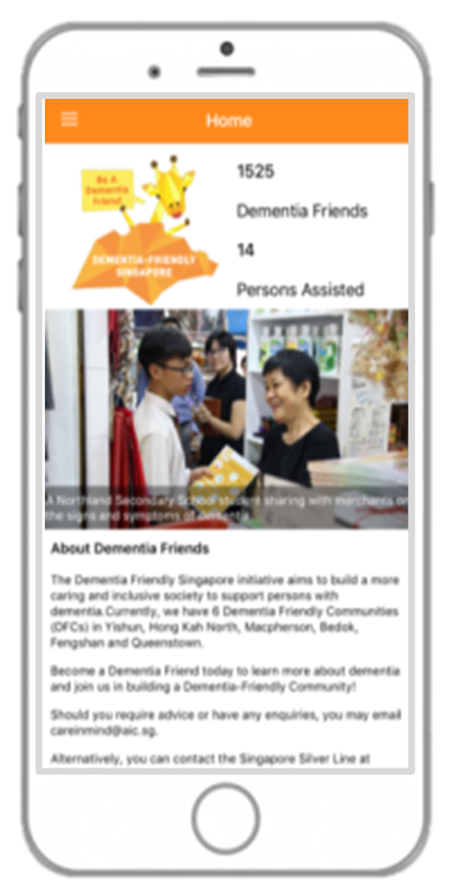 Home
Be A
Dementia
Friend
DEMENTIA-FRIENDLY
SINGAPORE
1525
Dementia Friends
14
Persons Assisted
A Northland Secondary School student sharing with merchants on
the signs and symptoms of dementia
About Dementia Friends
The Dementia Friendly Singapore initiative aims to build a more
caring and inclusive society to support persons with
dementia.Currently, we have 6 Dementia Friendly Communities
(DFCs) in Yishun, Hong Kah North, Macpherson, Bedok,
Fengshan and Queenstown.
Become a Dementia Friend today to learn more about dementia
and join us in building a Dementia-Friendly Community!
Should you require advice or have any enquiries, you may email
careinmind@aic.sg.
Alternatively, you can contact the Singapore Silver Line at